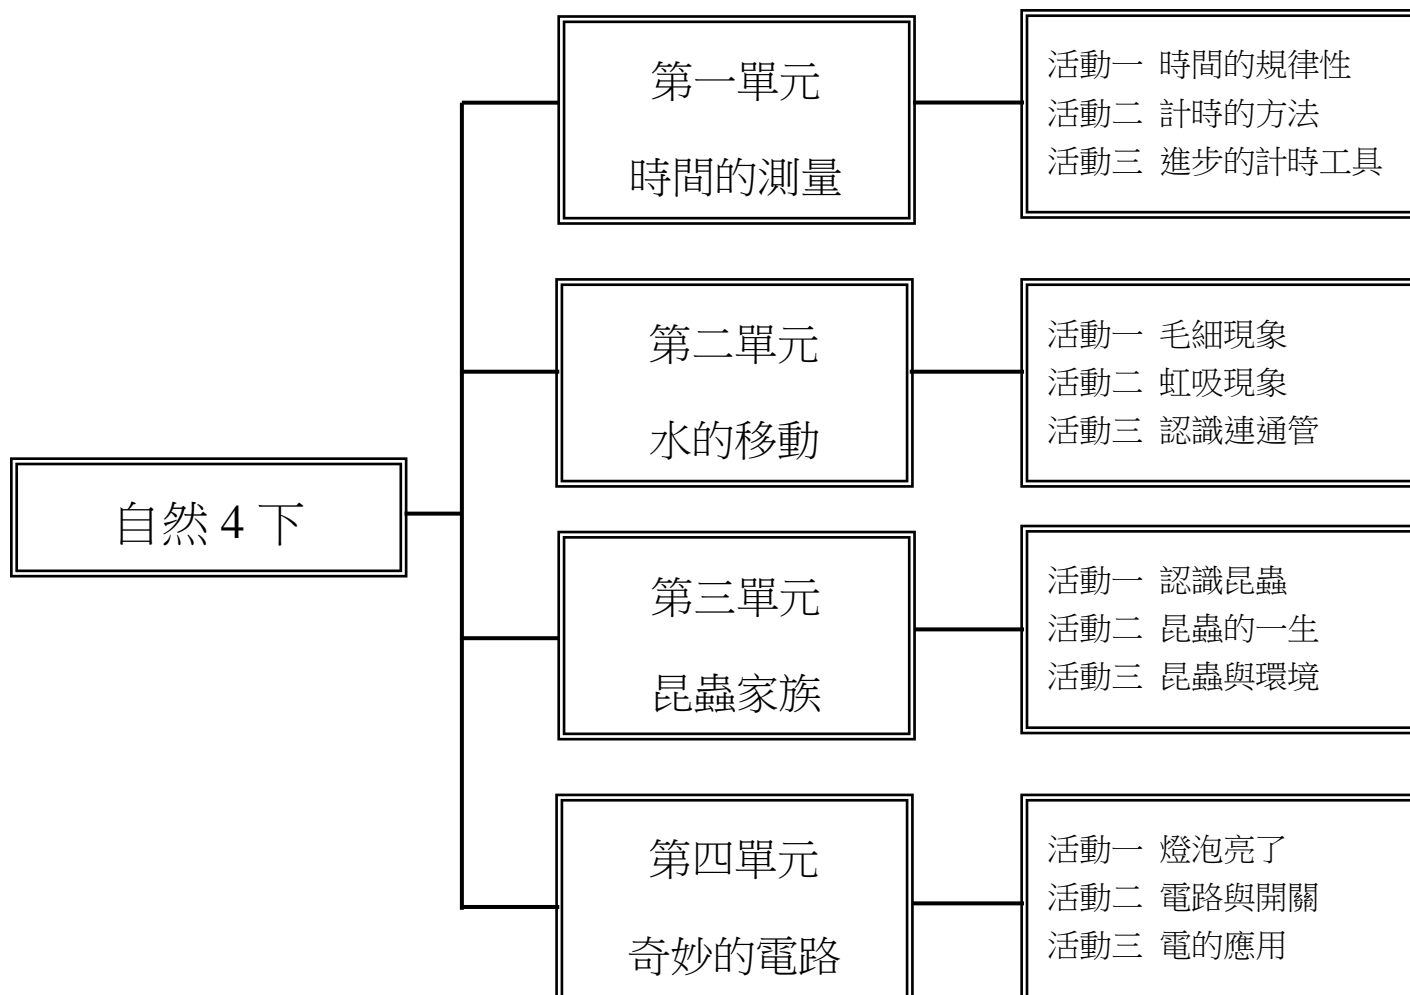 自然 4 下
第一單元
時間的測量
活動一 時間的規律性
活動二 計時的方法
活動三 進步的計時工具
第二單元
水的移動
活動一 毛細現象
活動二 虹吸現象
活動三 認識連通管
第三單元
昆蟲家族
活動一 認識昆蟲
活動二 昆蟲的一生
活動三 昆蟲與環境
第四單元
奇妙的電路
活動一 燈泡亮了
活動二 電路與開關
活動三 電的應用